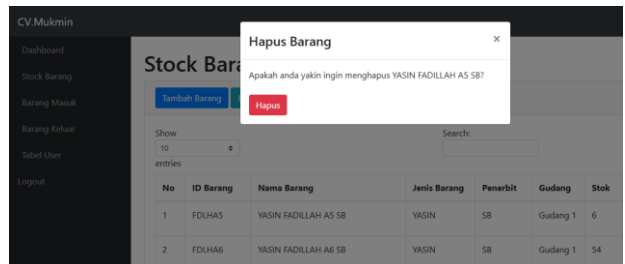 CV.Mukmin
Dashboard
Stock Barang
Barang Masuk
Barang Keluar
Tabel User
Logout
Hapus Barang ×
Apakah anda yakin ingin menghapus YASIN FADILLAH A5 SB?
Hapus
Stock Bara
Tambah Barang
Show
10
entries
Search:
No ID Barang Nama Barang Jenis Barang Penerbit Gudang Stok
1 FDLHA5 YASIN FADILLAH A5 SB YASIN SB Gudang 1 6
2 FDLHA6 YASIN FADILLAH A6 SB YASIN SB Gudang 1 54